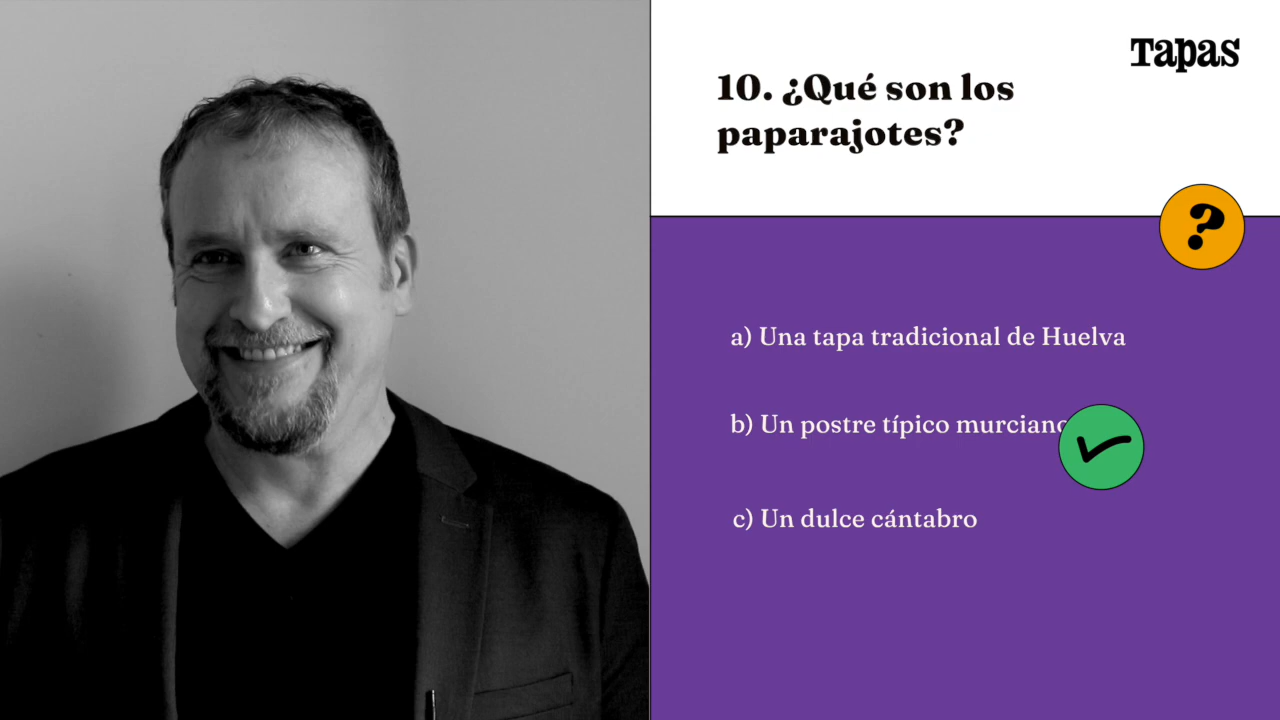 Tapas
10. ¿Qué son los
paparajotes?
?
a) Una tapa tradicional de Huelva
b) Un postre típico murciano
c) Un dulce cántabro